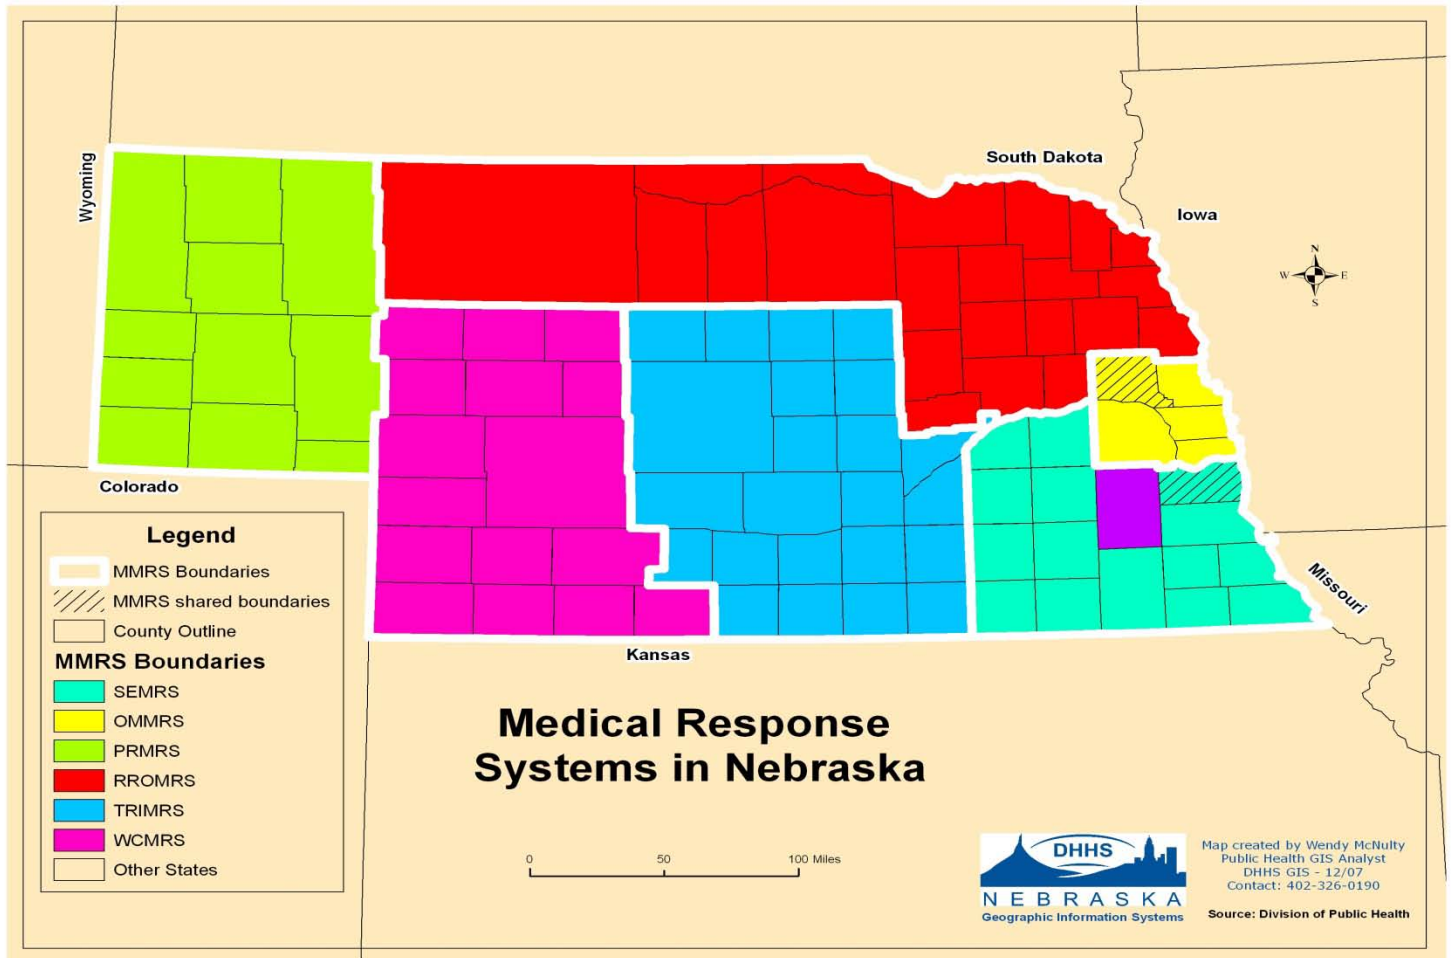 South Dakota
Wyoming
Iowa
N
W E
S
Colorado
Missouri
Kansas
Legend
MMRS Boundaries
MMRS shared boundaries
County Outline
MMRS Boundaries
SEMRS
OMMRS
PRMRS
RROMRS
TRIMRS
WCMRS
Other States
Medical Response
Systems in Nebraska
0 50 100 Miles
DHHS
NEBRASKA
Geographic Information Systems
Map created by Wendy McNulty
Public Health GIS Analyst
DHHS GIS - 12/07
Contact: 402-326-0190
Source: Division of Public Health